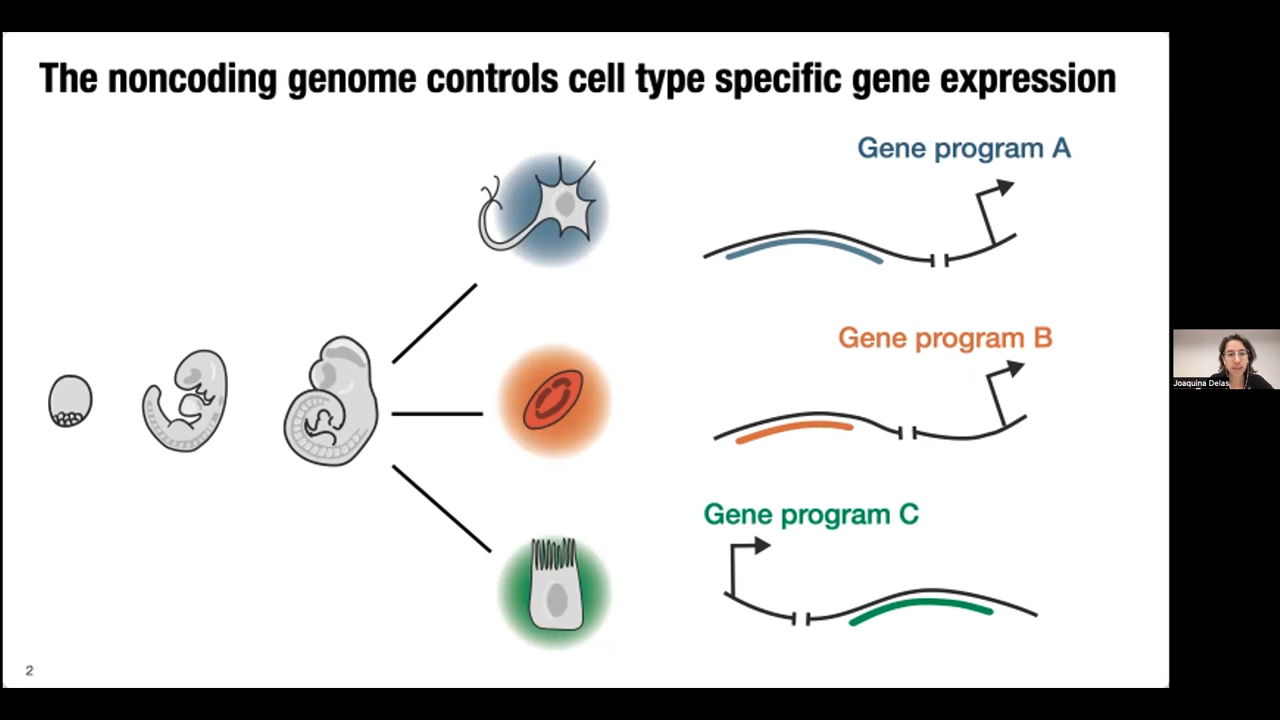 The noncoding genome controls cell type specific gene expression
Gene program A
Gene program B
Gene program C
Joaquina Delas
2